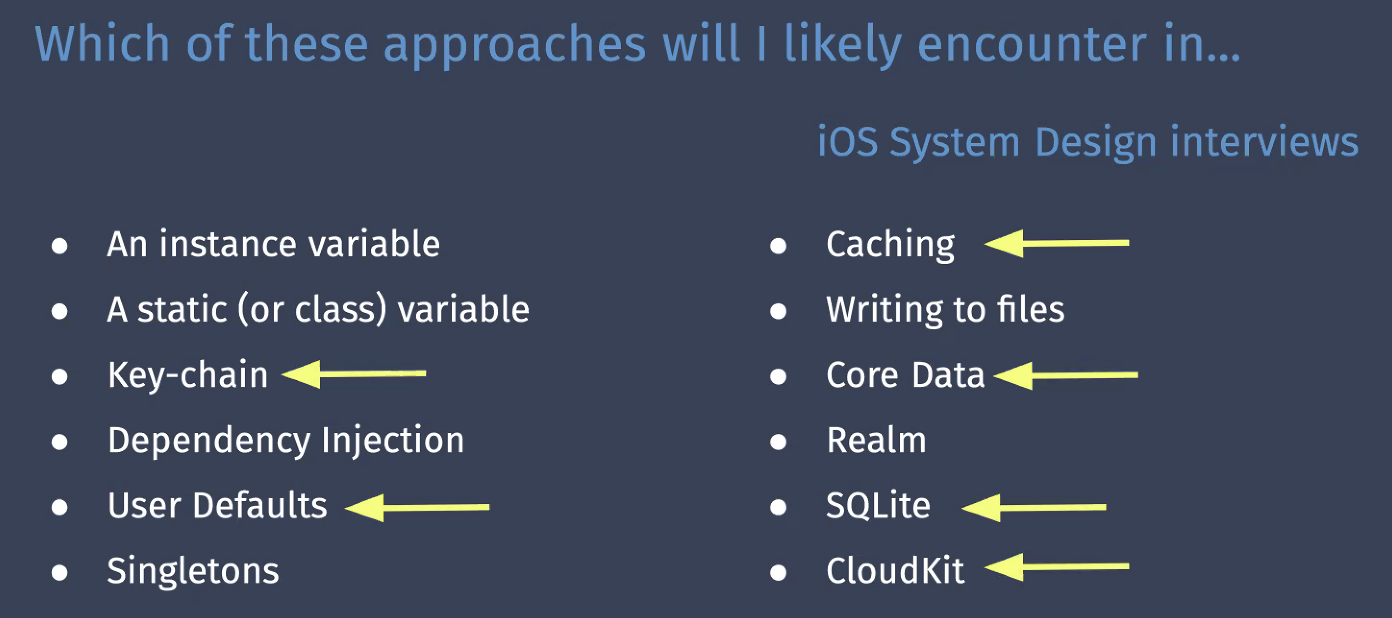 Which of these approaches will I likely encounter in...
iOS System Design interviews
● An instance variable
● A static (or class) variable
● Key-chain
● Dependency Injection
● User Defaults
● Singletons
● Caching
● Writing to files
● Core Data
● Realm
● SQLite
● CloudKit